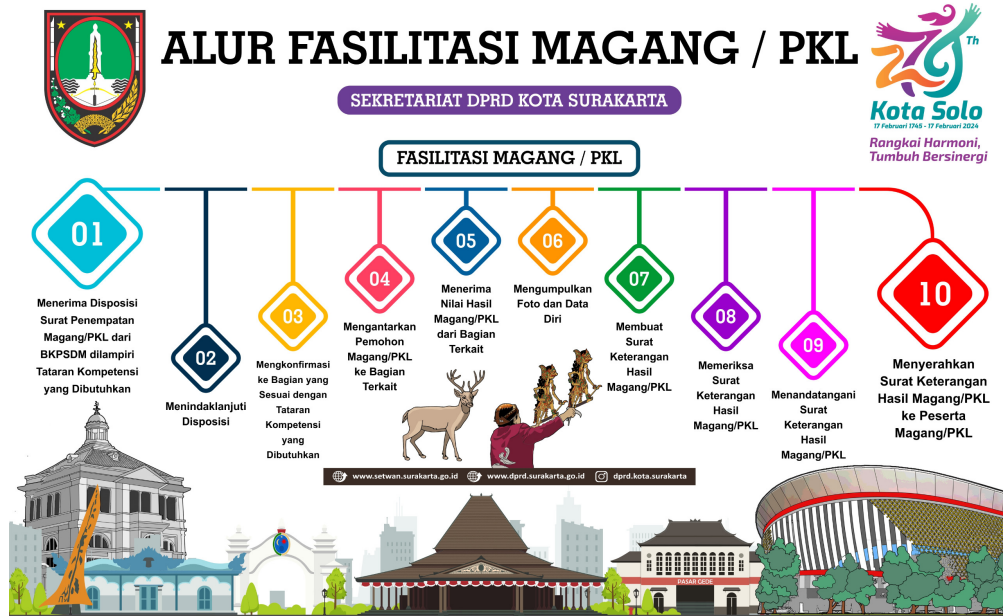 ALUR FASILITASI MAGANG / PKL
SEKRETARIAT DPRD KOTA SURAKARTA
279 Th
Kota Solo
17 Februari 1745 - 17 Februari 2024
Rangkai Harmoni,
Tumbuh Bersinergi
FASILITASI MAGANG / PKL
01
Menerima Disposisi
Surat Penempatan
Magang/PKL dari
BKPSDM dilampiri
Tataran Kompetensi
yang Dibutuhkan
02
Menindaklanjuti
Disposisi
03
Mengkonfirmasi
ke Bagian yang
Sesuai dengan
Tataran
Kompetensi
yang
Dibutuhkan
04
Mengantarkan
Pemohon
Magang/PKL
ke Bagian
Terkait
05
Menerima
Nilai Hasil
Magang/PKL
dari Bagian
Terkait
06
Mengumpulkan
Foto dan Data
Diri
07
Membuat
Surat
Keterangan
Hasil
Magang/PKL
08
Memeriksa
Surat
Keterangan
Hasil
Magang/PKL
09
Menandatangani
Surat
Keterangan
Hasil
Magang/PKL
10
Menyerahkan
Surat Keterangan
Hasil Magang/PKL
ke Peserta
Magang/PKL
www.setwan.surakarta.go.id www.dprd.surakarta.go.id dprd.kota.surakarta
PASAR GEDE